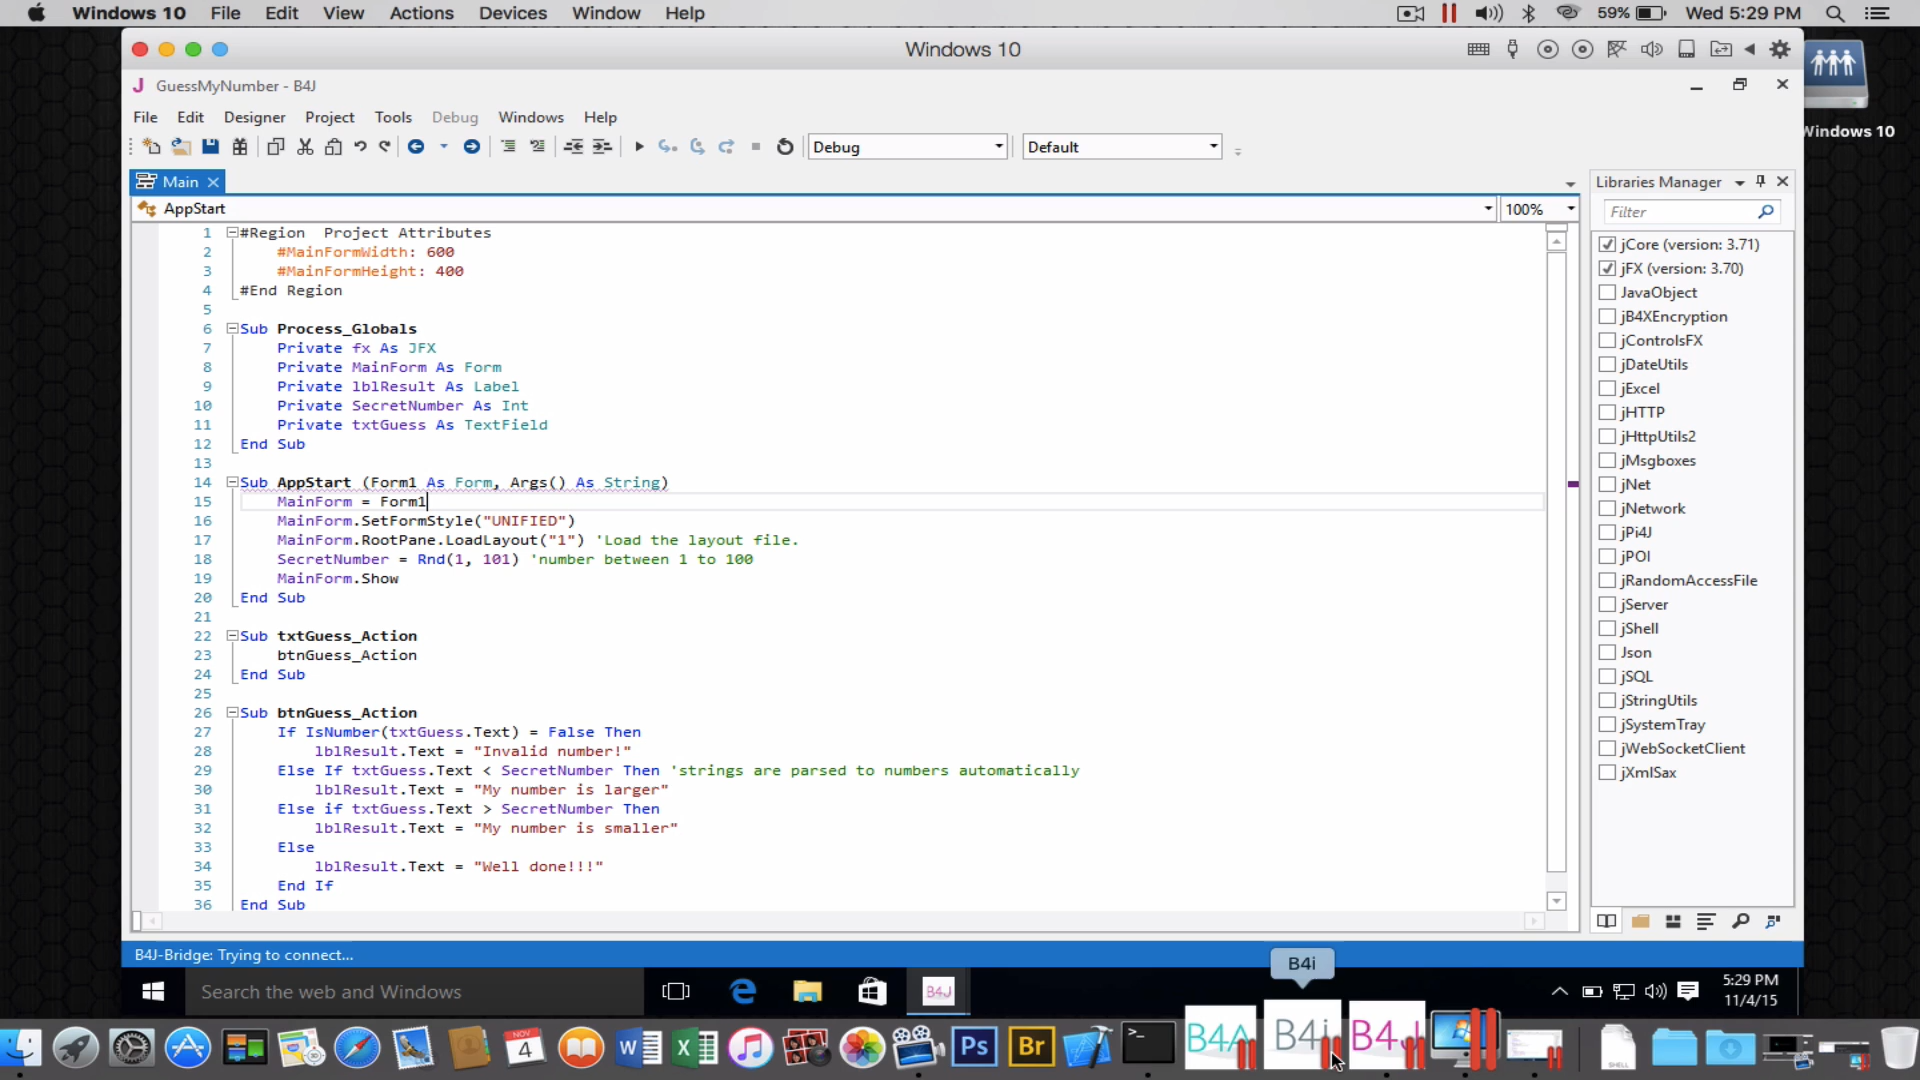 Windows 10 File Edit View Actions Devices Window Help 59% Wed 5:29 PM
Windows 10
Windows 10
J GuessMyNumber - B4J
File Edit Designer Project Tools Debug Windows Help
Debug Default
Main
Libraries Manager
AppStart 100%
Filter
1 #Region  Project Attributes
2 #MainFormWidth: 600
3 #MainFormHeight: 400
4 #End Region
5
6 Sub Process_Globals
7 Private fx As JFX
8 Private MainForm As Form
9 Private lblResult As Label
10 Private SecretNumber As Int
11 Private txtGuess As TextField
12 End Sub
13
14 Sub AppStart (Form1 As Form, Args() As String)
15 MainForm = Form1
16 MainForm.SetFormStyle("UNIFIED")
17 MainForm.RootPane.LoadLayout("1") 'Load the layout file.
18 SecretNumber = Rnd(1, 101) 'number between 1 to 100
19 MainForm.Show
20 End Sub
21
22 Sub txtGuess_Action
23 btnGuess_Action
24 End Sub
25
26 Sub btnGuess_Action
27 If IsNumber(txtGuess.Text) = False Then
28 lblResult.Text = "Invalid number!"
29 Else If txtGuess.Text < SecretNumber Then 'strings are parsed to numbers automatically
30 lblResult.Text = "My number is larger"
31 Else if txtGuess.Text > SecretNumber Then
32 lblResult.Text = "My number is smaller"
33 Else
34 lblResult.Text = "Well done!!!"
35 End If
36 End Sub
jCore (version: 3.71)
jFX (version: 3.70)
JavaObject
jB4XEncryption
jControlsFX
jDateUtils
jExcel
jHTTP
jHttpUtils2
jMsgboxes
jNet
jNetwork
jPi4J
jPOI
jRandomAccessFile
jServer
jShell
Json
jSQL
jStringUtils
jSystemTray
jWebSocketClient
jXmlSax
B4J-Bridge: Trying to connect...
B4i
Search the web and Windows
B4J
5:29 PM
11/4/15
NOV
4
W
X
Ps
Br
>_
B4A
B4i
B4J
SHELL